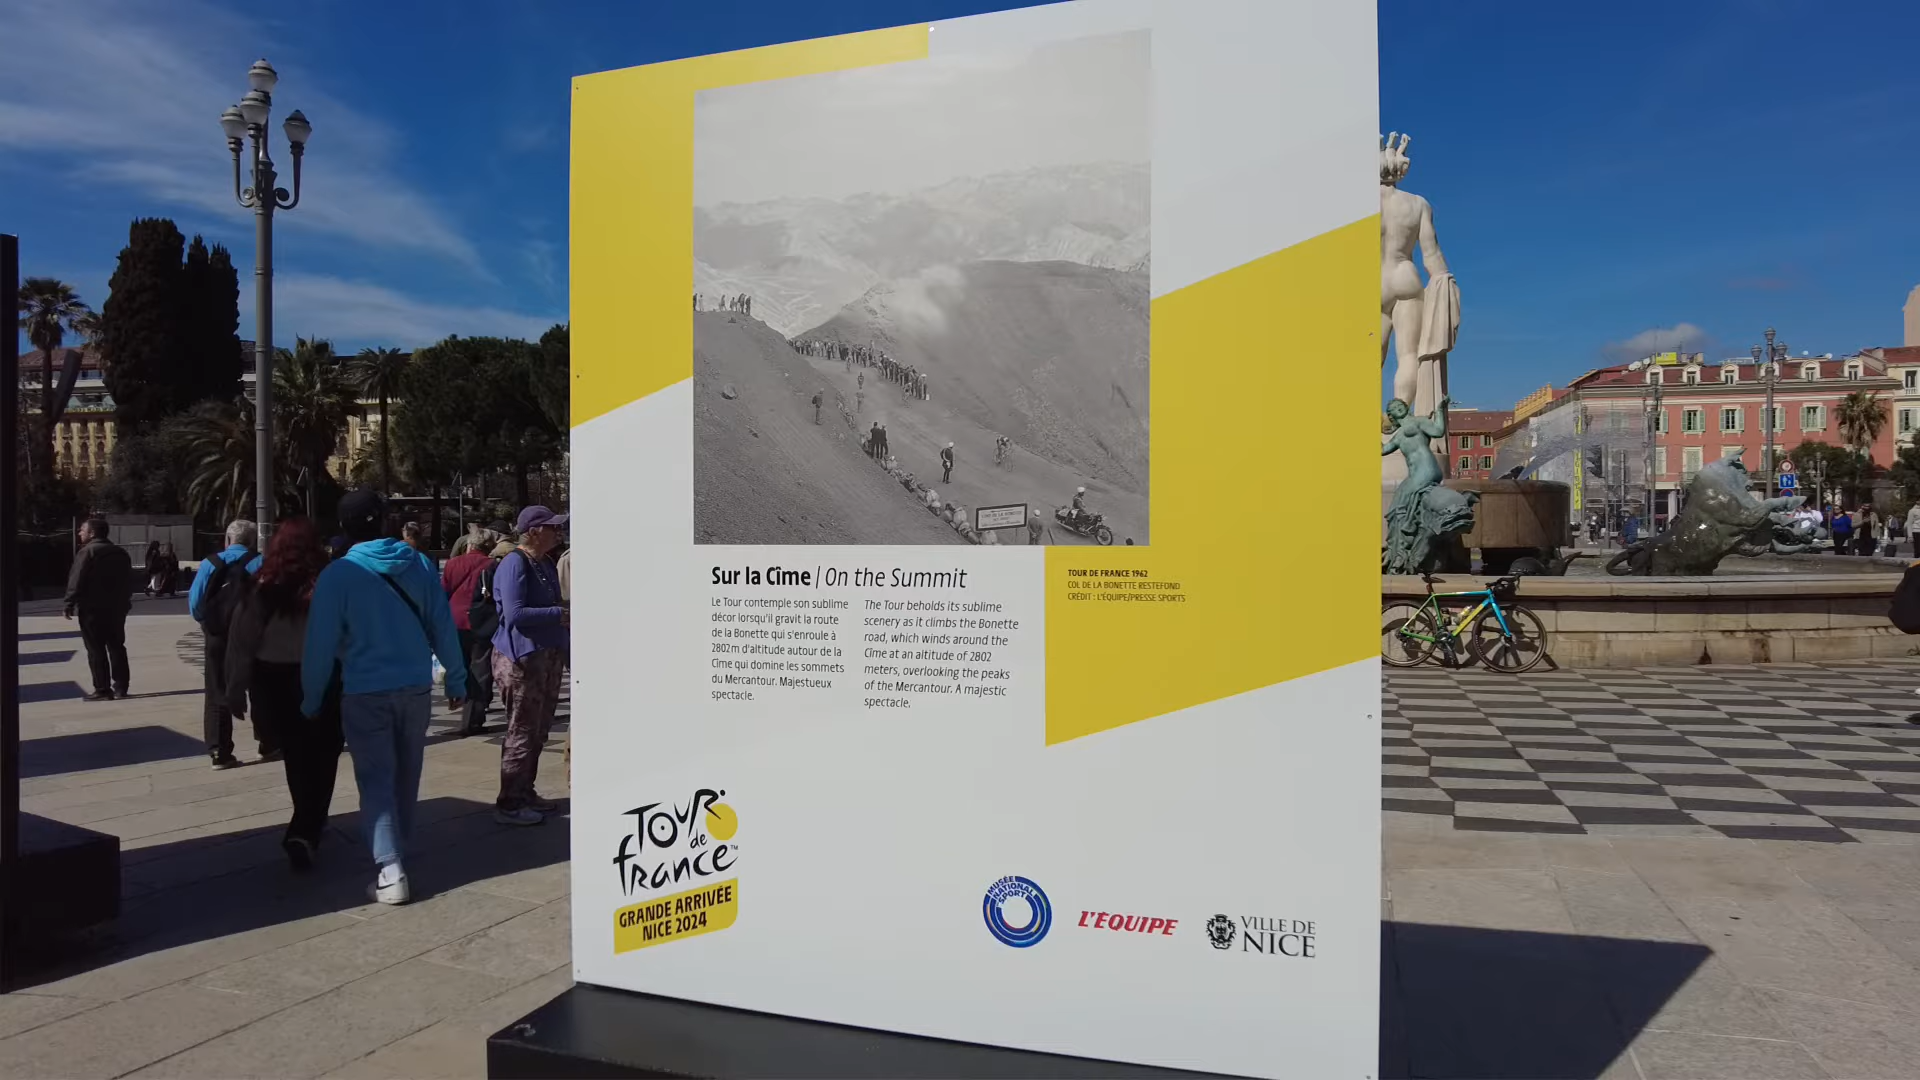 Sur la Cîme | On the Summit
Le Tour contemple son sublime
décor lorsqu'il gravit la route
de la Bonette qui s'enroule à
2802m d'altitude autour de la
Cîme qui domine les sommets
du Mercantour. Majestueux
spectacle.
The Tour beholds its sublime
scenery as it climbs the Bonette
road, which winds around the
Cîme at an altitude of 2802
meters, overlooking the peaks
of the Mercantour. A majestic
spectacle.
TOUR DE FRANCE 1962
COL DE LA BONETTE RESTEFOND
CRÉDIT : L'ÉQUIPE/PRESSE SPORTS
TOUR
de
france™
GRANDE ARRIVÉE
NICE 2024
MUSÉE
NATIONAL
SPORT
L'ÉQUIPE
VILLE DE
NICE